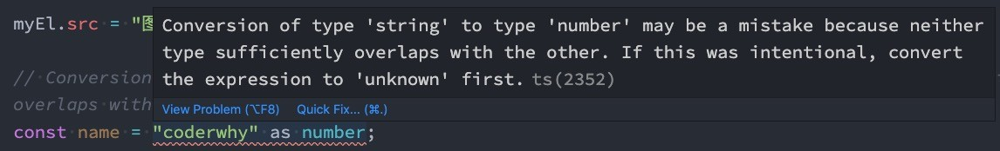 myEl.src = "图
Conversion of type 'string' to type 'number' may be a mistake because neither
type sufficiently overlaps with the other. If this was intentional, convert
the expression to 'unknown' first. ts(2352)
View Problem (⌥F8) Quick Fix... (⌘.)
// Conversion
overlaps with
const name = "coderwhy" as number;